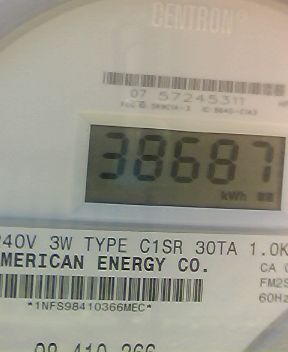 CENTRON®
07 57245311
38687
kWh
240V 3W TYPE C1SR 30TA 1.0K
AMERICAN ENERGY CO.
CA 0
FM2S
60Hz
*1NFS98410366MEC*
98 410 366